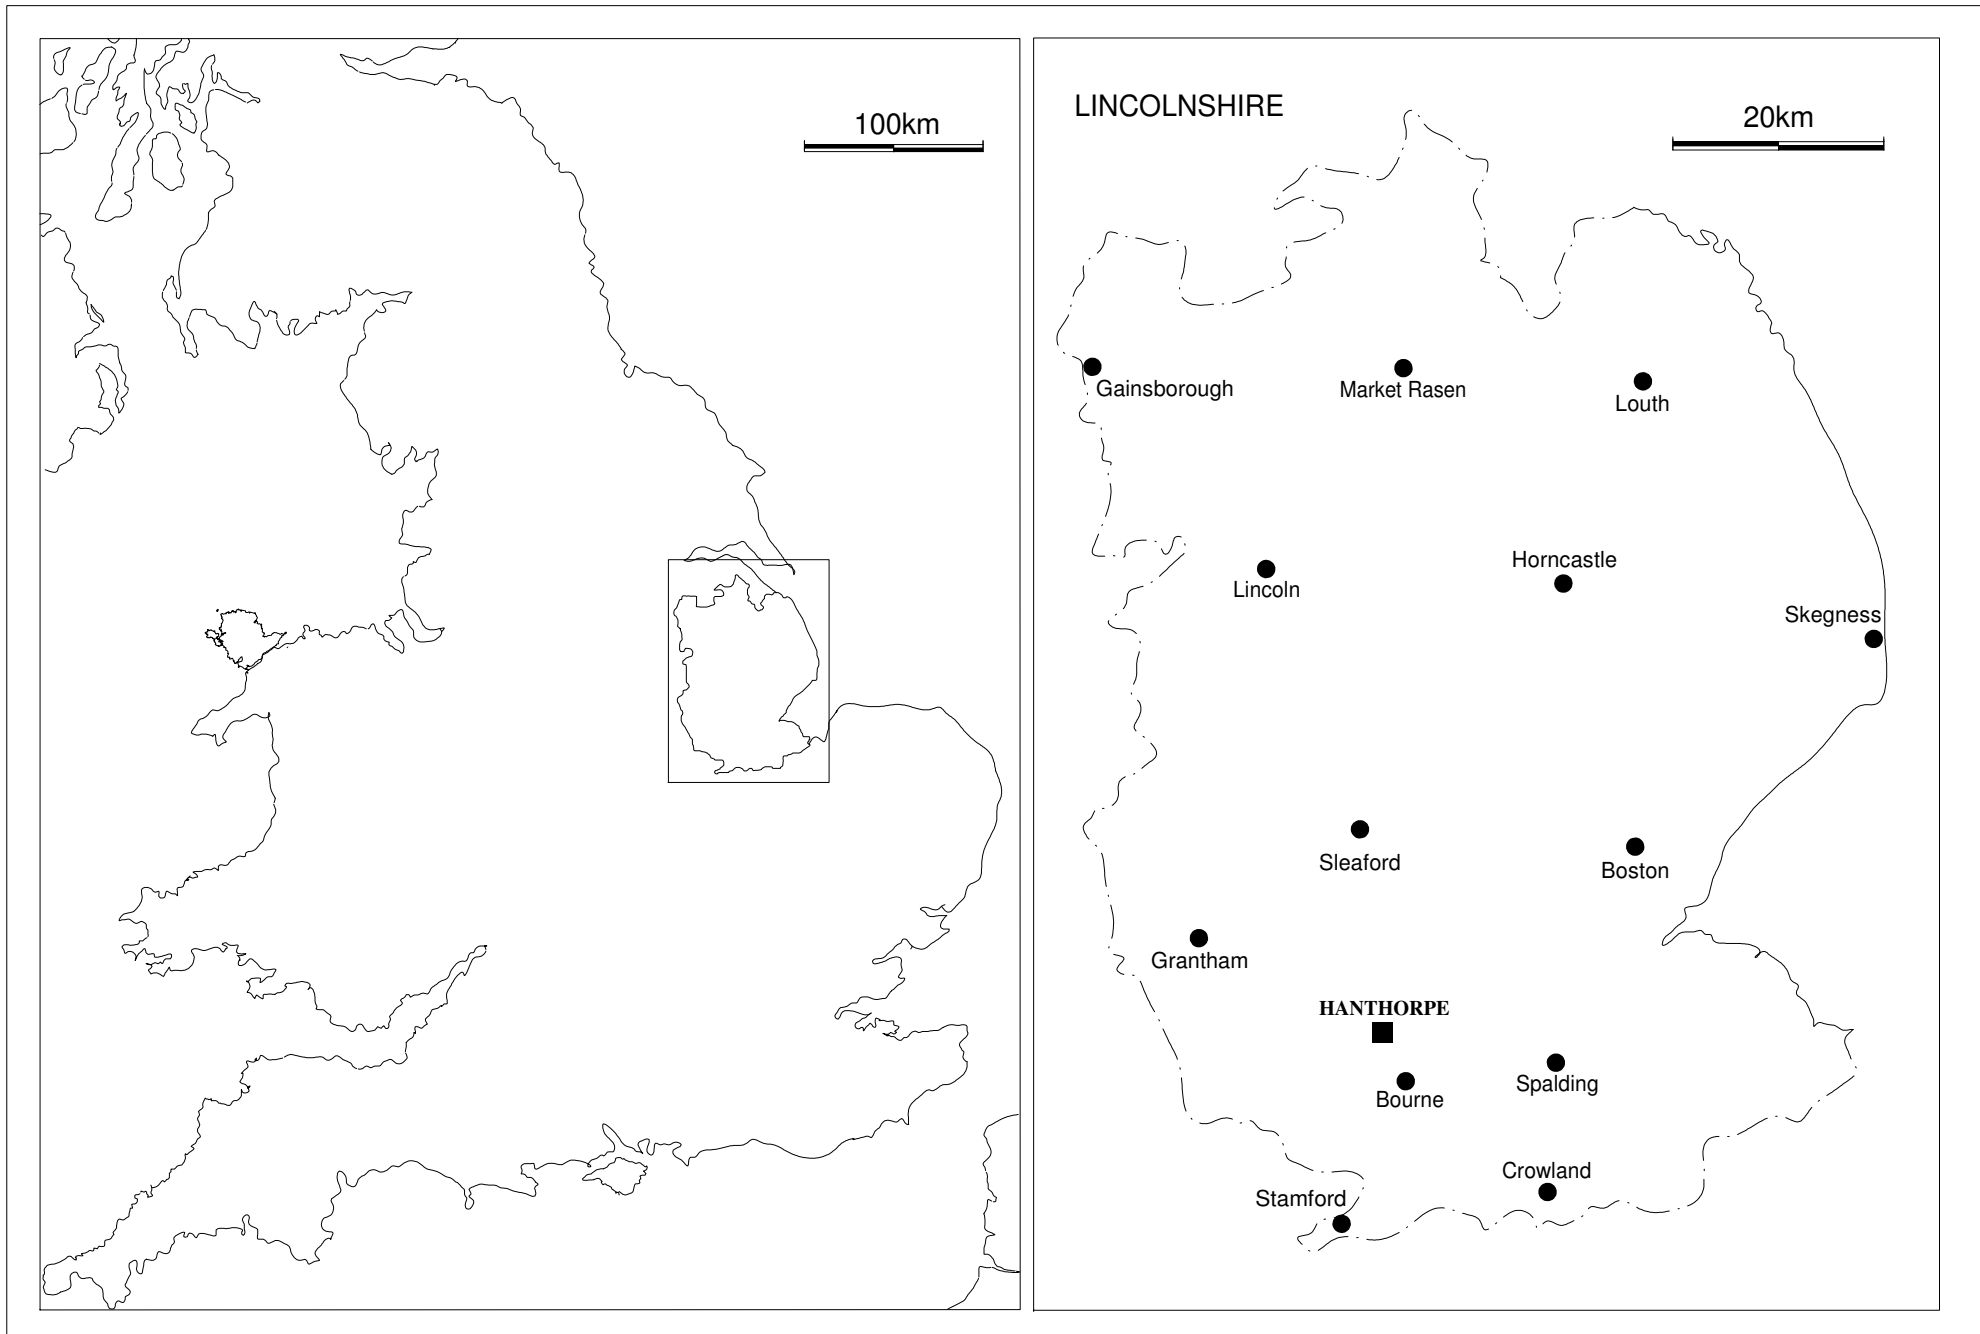 100km
LINCOLNSHIRE
20km
Gainsborough
Market Rasen
Louth
Horncastle
Lincoln
Skegness
Sleaford
Boston
Grantham
HANTHORPE
Spalding
Bourne
Crowland
Stamford